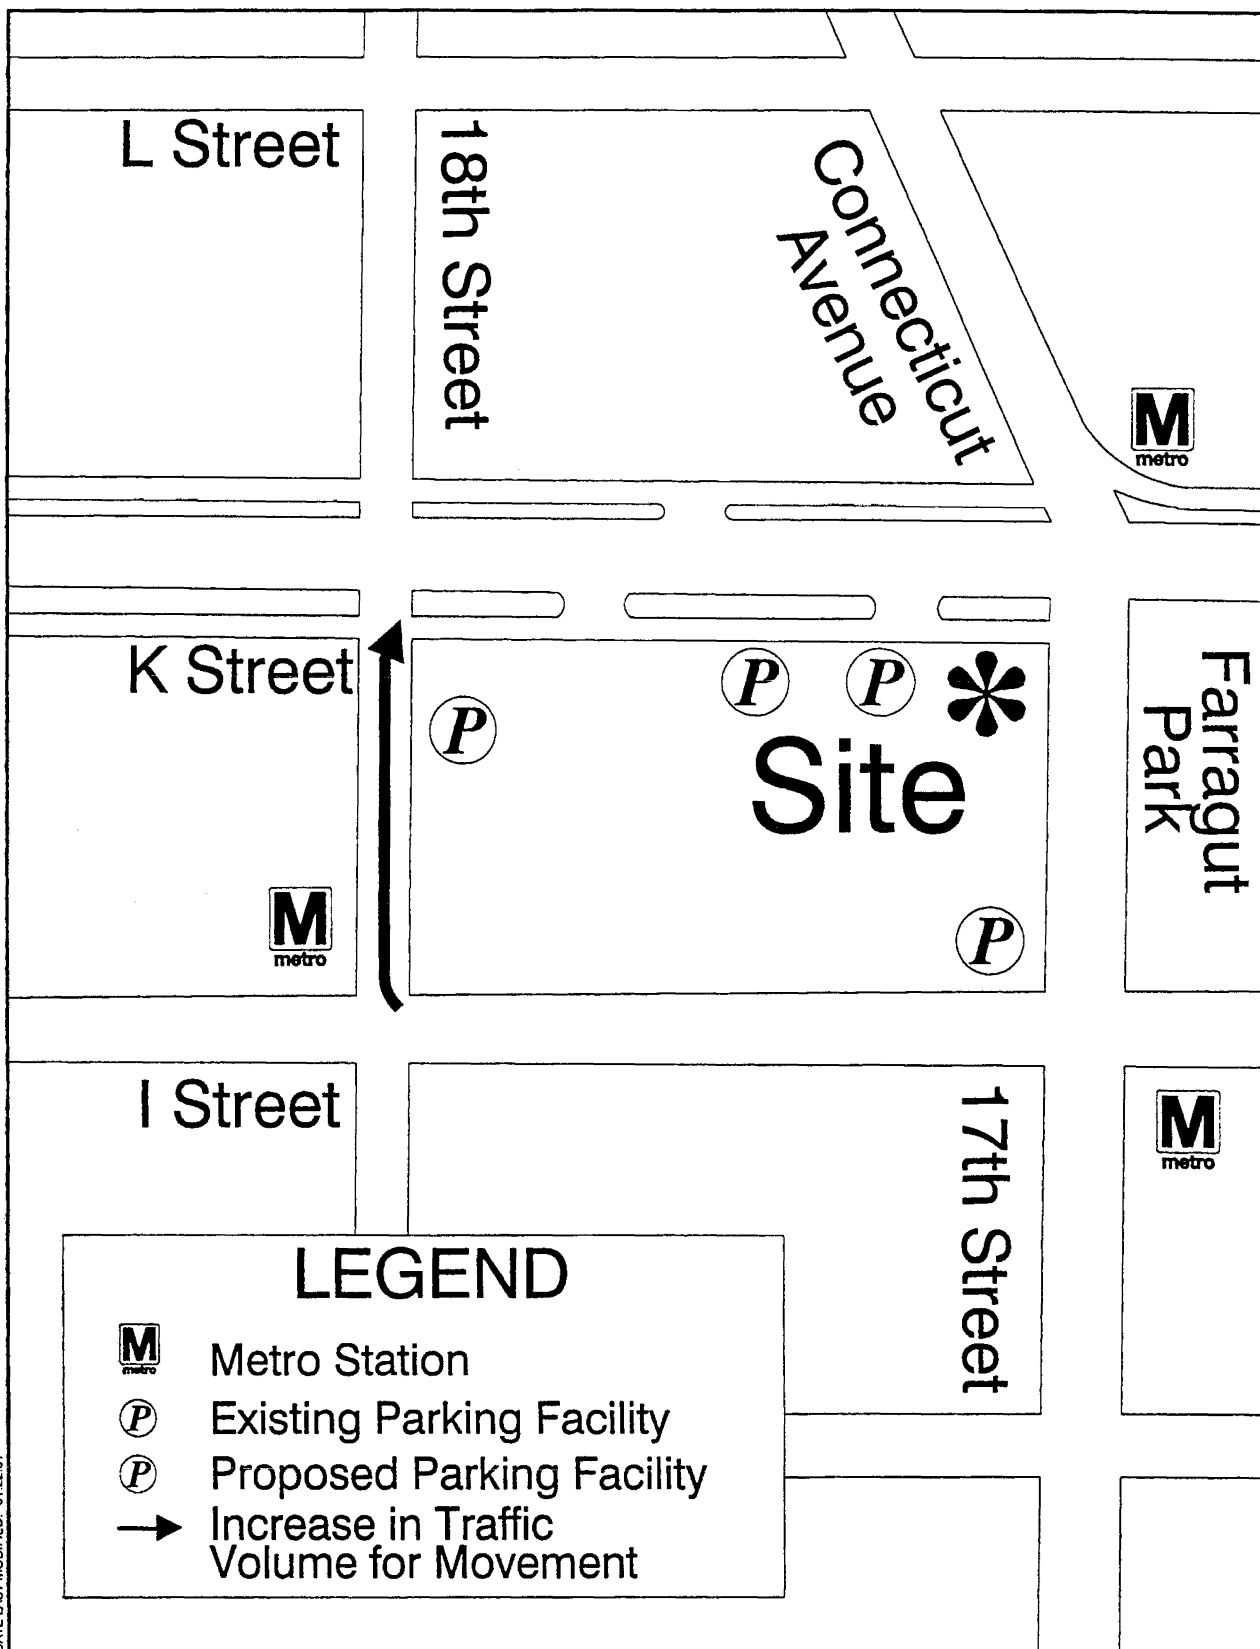 L Street
18th Street
Connecticut
Avenue
M
metro
K Street
P
P
P
Site
Farragut
Park
M
metro
P
I Street
17th Street
M
metro
LEGEND
M
metro
Metro Station
P
Existing Parking Facility
P
Proposed Parking Facility
Increase in Traffic
Volume for Movement